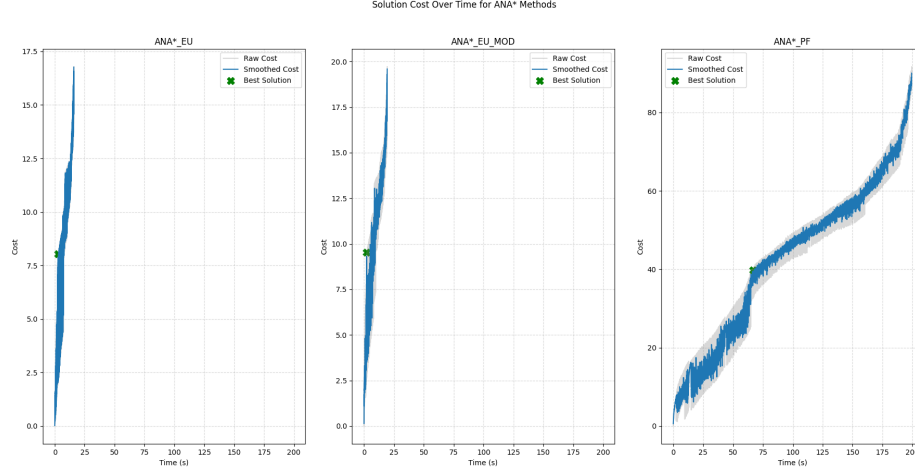 Solution Cost Over Time for ANA* Methods
ANA*_EU
17.5
15.0
12.5
10.0
7.5
5.0
2.5
0.0
Cost
0 25 50 75 100 125 150 175 200
Time (s)
Raw Cost
Smoothed Cost
Best Solution
ANA*_EU_MOD
20.0
17.5
15.0
12.5
10.0
7.5
5.0
2.5
0.0
Cost
0 25 50 75 100 125 150 175 200
Time (s)
Raw Cost
Smoothed Cost
Best Solution
ANA*_PF
80
60
40
20
0
Cost
0 25 50 75 100 125 150 175 200
Time (s)
Raw Cost
Smoothed Cost
Best Solution